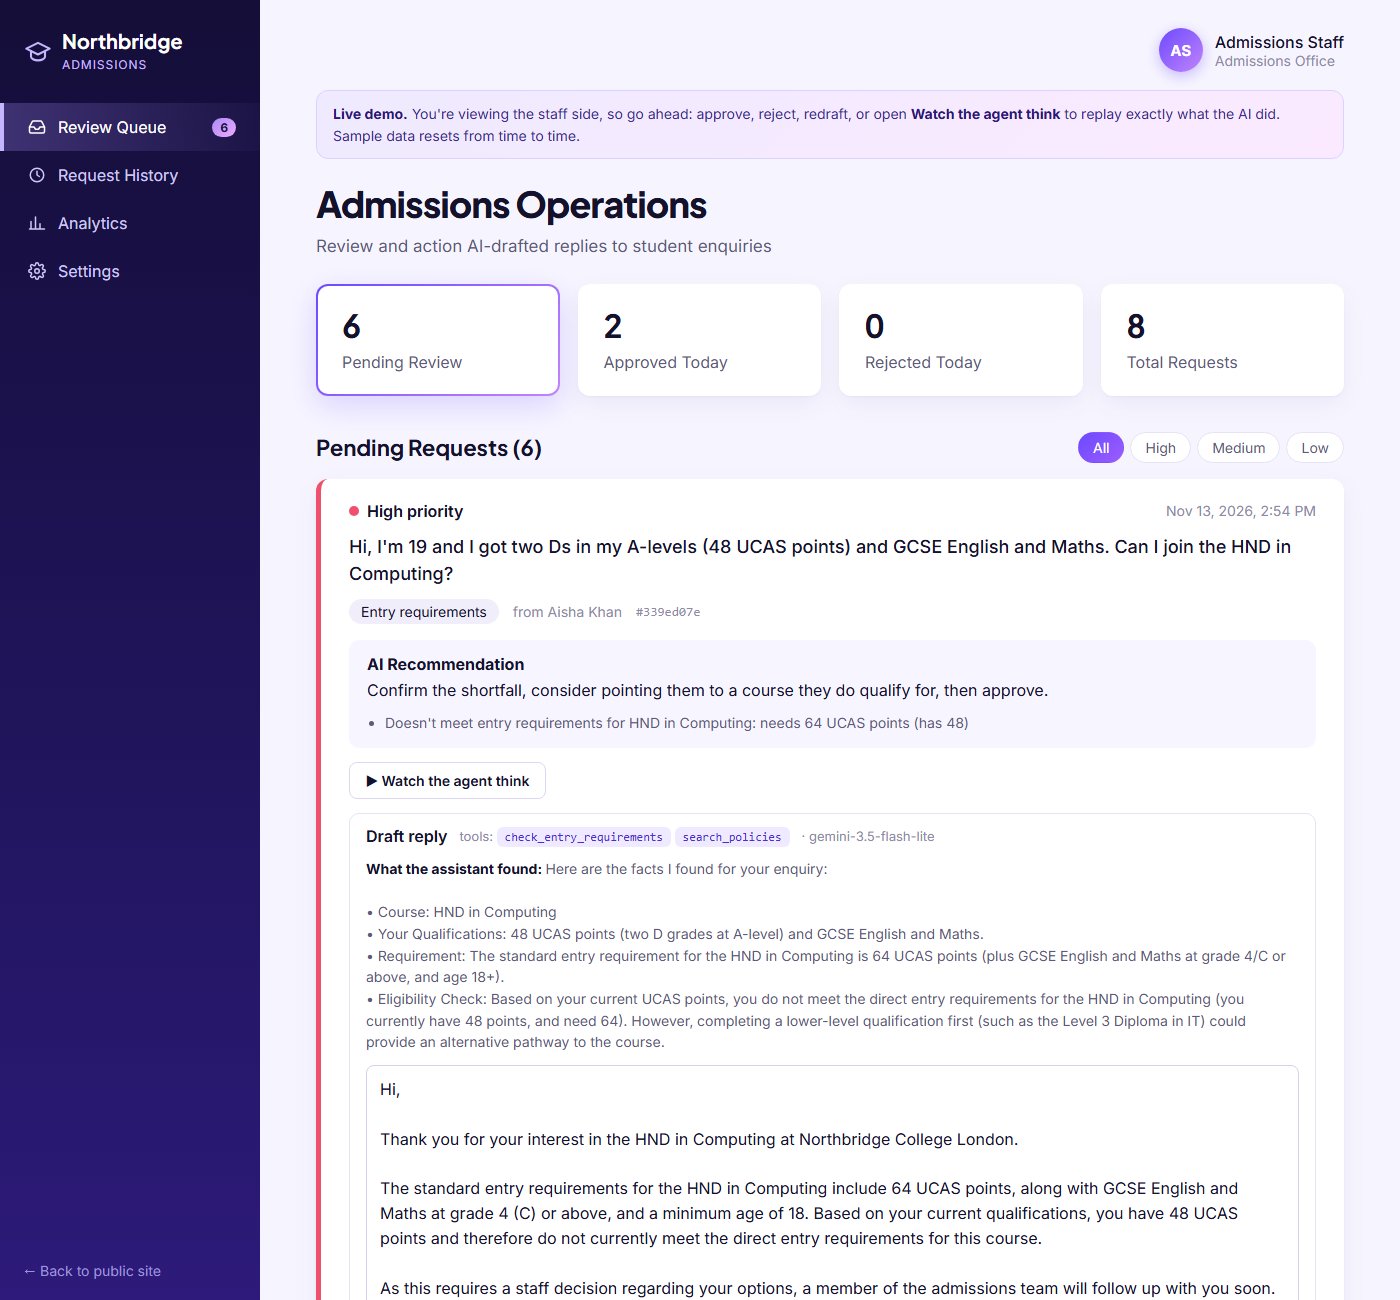 Northbridge
ADMISSIONS
Review Queue 6
Request History
Analytics
Settings
← Back to public site
AS
Admissions Staff
Admissions Office
Live demo. You're viewing the staff side, so go ahead: approve, reject, redraft, or open Watch the agent think to replay exactly what the AI did.
Sample data resets from time to time.
Admissions Operations
Review and action AI-drafted replies to student enquiries
6
Pending Review
2
Approved Today
0
Rejected Today
8
Total Requests
Pending Requests (6)
All High Medium Low
High priority
Nov 13, 2026, 2:54 PM
Hi, I'm 19 and I got two Ds in my A-levels (48 UCAS points) and GCSE English and Maths. Can I join the HND in
Computing?
Entry requirements from Aisha Khan #339ed07e
AI Recommendation
Confirm the shortfall, consider pointing them to a course they do qualify for, then approve.
• Doesn't meet entry requirements for HND in Computing: needs 64 UCAS points (has 48)
▶ Watch the agent think
Draft reply tools: check_entry_requirements search_policies · gemini-3.5-flash-lite
What the assistant found: Here are the facts I found for your enquiry:
• Course: HND in Computing
• Your Qualifications: 48 UCAS points (two D grades at A-level) and GCSE English and Maths.
• Requirement: The standard entry requirement for the HND in Computing is 64 UCAS points (plus GCSE English and Maths at grade 4/C or
above, and age 18+).
• Eligibility Check: Based on your current UCAS points, you do not meet the direct entry requirements for the HND in Computing (you
currently have 48 points, and need 64). However, completing a lower-level qualification first (such as the Level 3 Diploma in IT) could
provide an alternative pathway to the course.
Hi,
Thank you for your interest in the HND in Computing at Northbridge College London.
The standard entry requirements for the HND in Computing include 64 UCAS points, along with GCSE English and
Maths at grade 4 (C) or above, and a minimum age of 18. Based on your current qualifications, you have 48 UCAS
points and therefore do not currently meet the direct entry requirements for this course.
As this requires a staff decision regarding your options, a member of the admissions team will follow up with you soon.